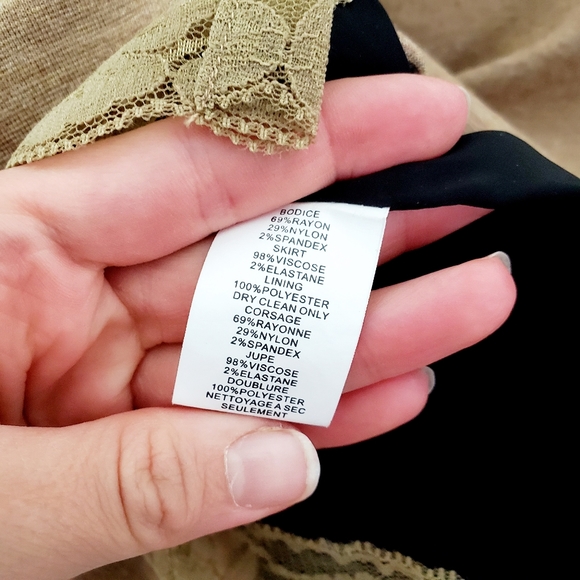 BODICE
69%RAYON
29%NYLON
2%SPANDEX
SKIRT
98%VISCOSE
2%ELASTANE
LINING
100%POLYESTER
DRY CLEAN ONLY
CORSAGE
69%RAYONNE
29%NYLON
2%SPANDEX
JUPE
98%VISCOSE
2%ELASTANE
DOUBLURE
100%POLYESTER
NETTOYAGE A SEC
SEULEMENT